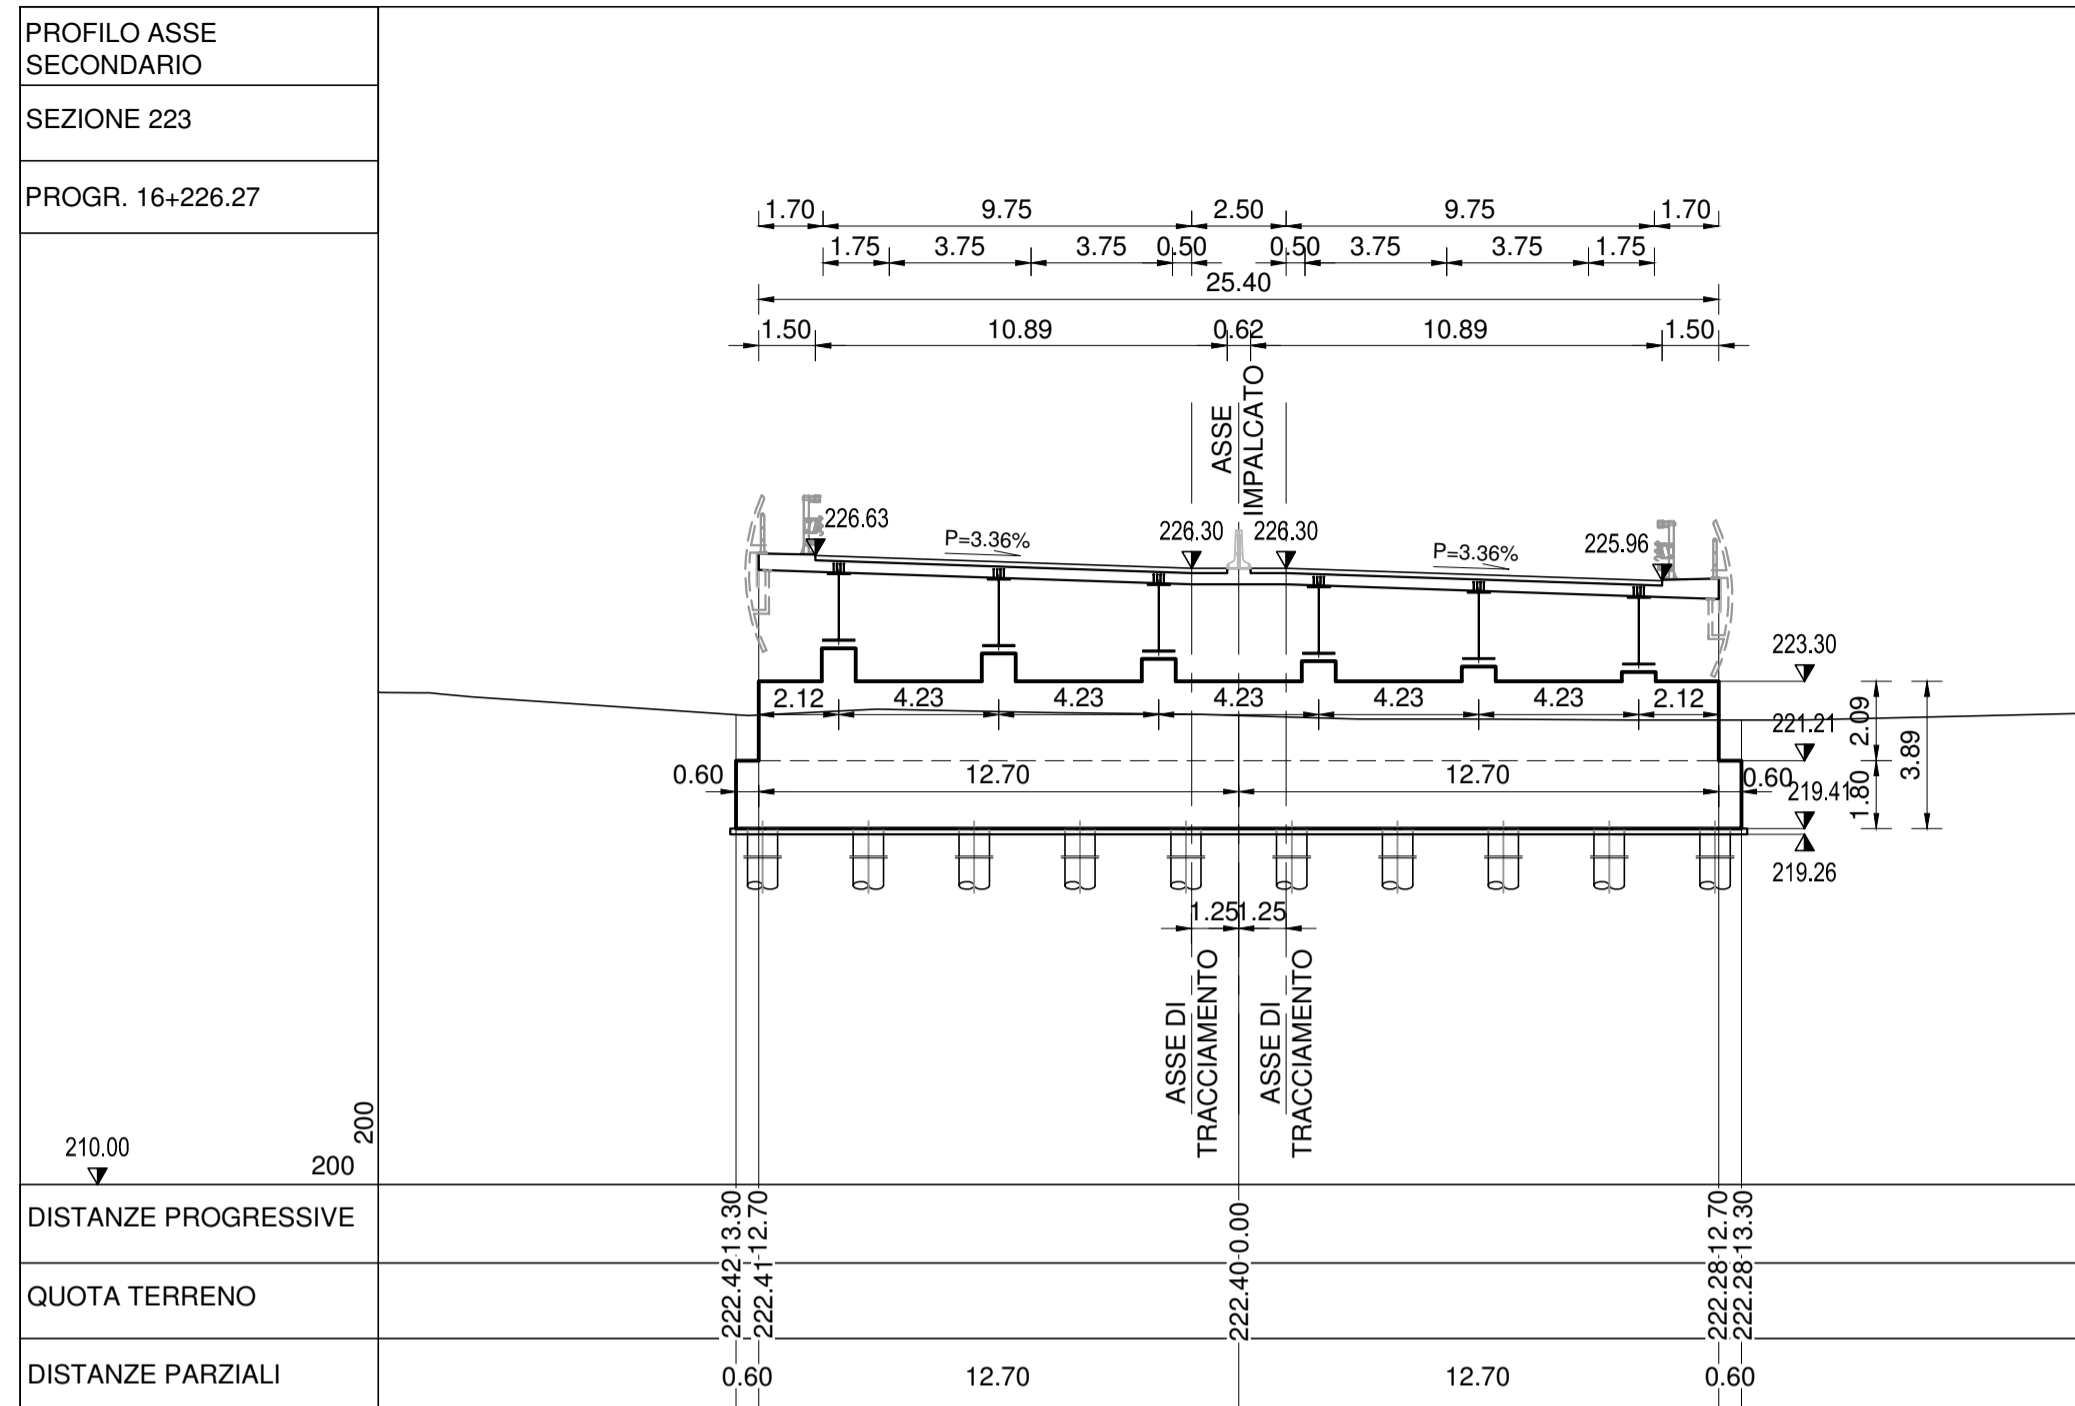 PROFILO ASSE
SECONDARIO
SEZIONE 223
PROGR. 16+226.27
1.70 9.75 2.50 9.75 1.70
1.75 3.75 3.75 0.50 0.50 3.75 3.75 1.75
25.40
1.50 10.89 0.62 10.89 1.50
ASSE
IMPALCATO
226.63 P=3.36% 226.30 226.30 P=3.36% 225.96
223.30
2.12 4.23 4.23 4.23 4.23 4.23 2.12
221.21
2.09
3.89
0.60 12.70 12.70 0.60
219.41
1.80
219.26
1.25 1.25
ASSE DI
TRACCIAMENTO
ASSE DI
TRACCIAMENTO
200
210.00
200
DISTANZE PROGRESSIVE
13.30 12.70 0.00 12.70 13.30
QUOTA TERRENO
222.42 222.41 222.40 222.28 222.28
DISTANZE PARZIALI
0.60 12.70 12.70 0.60